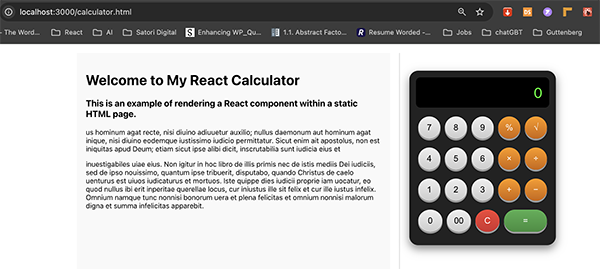 localhost:3000/calculator.html
The Word...
React
AI
Satori Digital
Enhancing WP_Qu...
1.1. Abstract Facto...
Resume Worded -...
Jobs
chatGBT
Guttenberg
Welcome to My React Calculator
This is an example of rendering a React component within a static
HTML page.
us hominum agat recte, nisi diuino adiuuetur auxilio; nullus daemonum aut hominum agat
inique, nisi diuino eodemque iustissimo iudicio permittatur. Sicut enim ait apostolus, non est
iniquitas apud Deum; etiam sicut ipse alibi dicit, inscrutabilia sunt iudicia eius et
inuestigabiles uiae eius. Non igitur in hoc libro de illis primis nec de istis mediis Dei iudiciis,
sed de ipso nouissimo, quantum ipse tribuerit, disputabo, quando Christus de caelo
uenturus est uiuos iudicaturus et mortuos. Iste quippe dies iudicii proprie iam uocatur, eo
quod nullus ibi erit inperitae querellae locus, cur iniustus ille sit felix et cur ille iustus infelix.
Omnium namque tunc nonnisi bonorum uera et plena felicitas et omnium nonnisi malorum
digna et summa infelicitas apparebit.
0
7 8 9 % √
4 5 6 × ÷
1 2 3 + −
0 00 C =